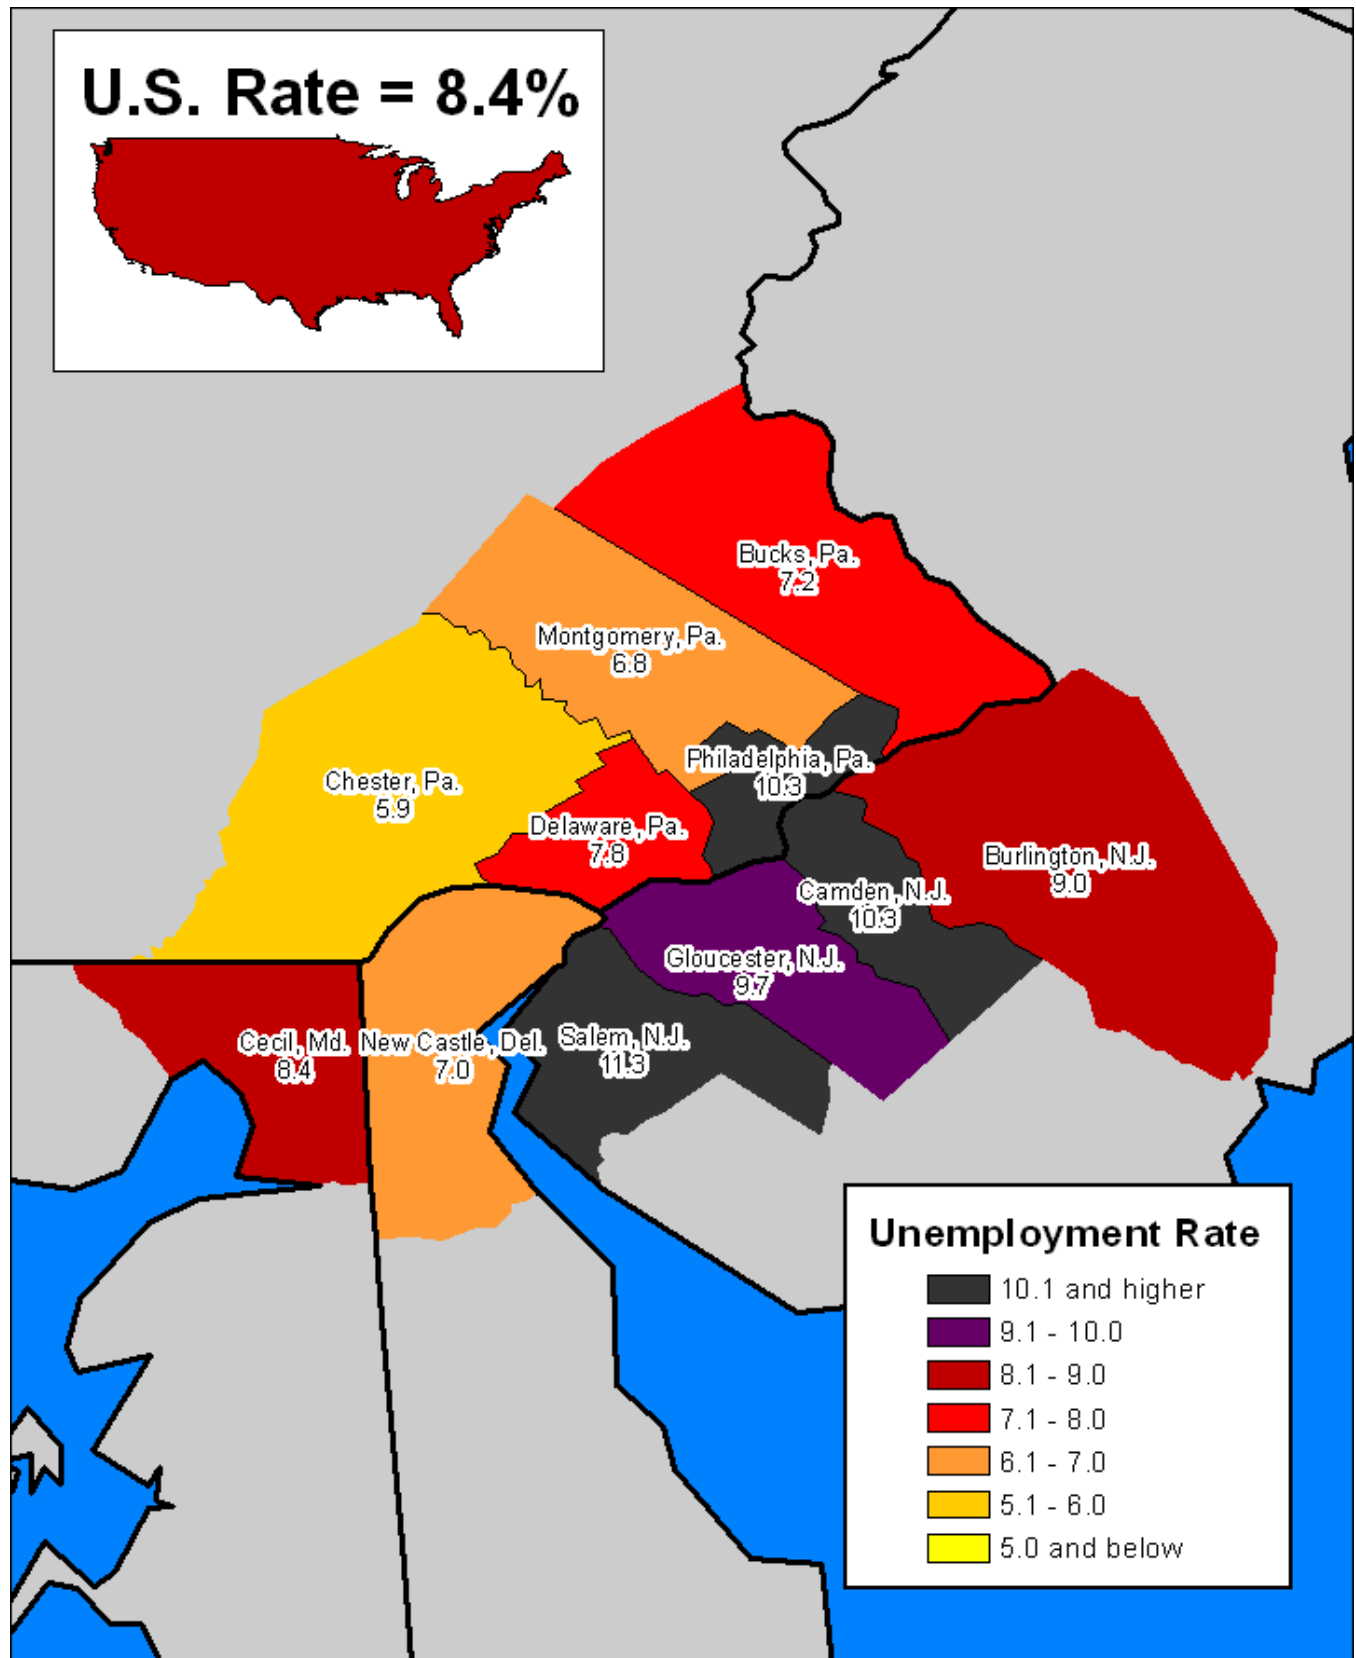 U.S. Rate = 8.4%
Bucks, Pa.
7.2
Montgomery, Pa.
6.8
Philadelphia, Pa.
10.3
Chester, Pa.
5.9
Delaware, Pa.
7.8
Burlington, N.J.
9.0
Camden, N.J.
10.3
Gloucester, N.J.
9.7
Cecil, Md.
8.4
New Castle, Del.
7.0
Salem, N.J.
11.3
Unemployment Rate
10.1 and higher
9.1 - 10.0
8.1 - 9.0
7.1 - 8.0
6.1 - 7.0
5.1 - 6.0
5.0 and below